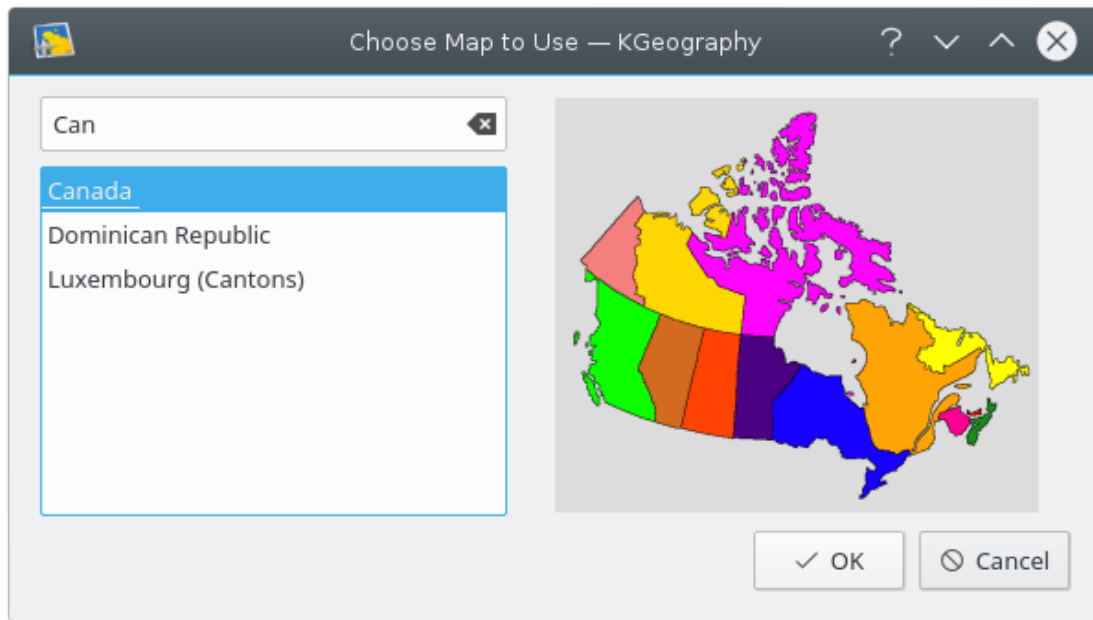 Choose Map to Use — KGeography
Can
Canada
Dominican Republic
Luxembourg (Cantons)
OK
Cancel